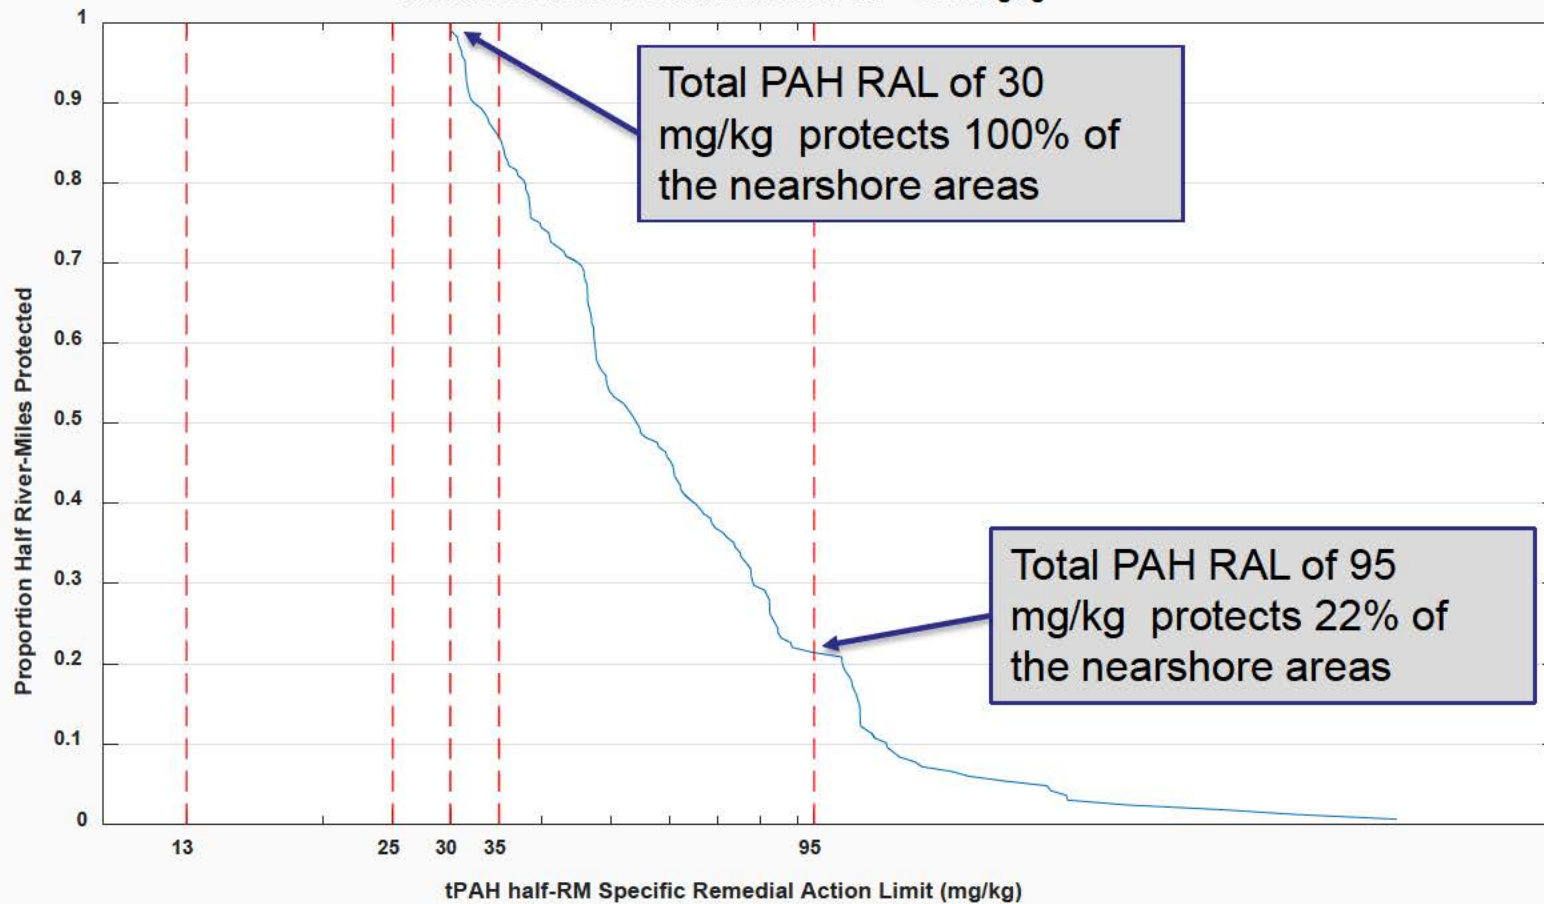 1
0.9
0.8
0.7
0.6
0.5
0.4
0.3
0.2
0.1
0
Proportion Half River-Miles Protected
Total PAH RAL of 30
mg/kg protects 100% of
the nearshore areas
Total PAH RAL of 95
mg/kg protects 22% of
the nearshore areas
13 25 30 35 95
tPAH half-RM Specific Remedial Action Limit (mg/kg)